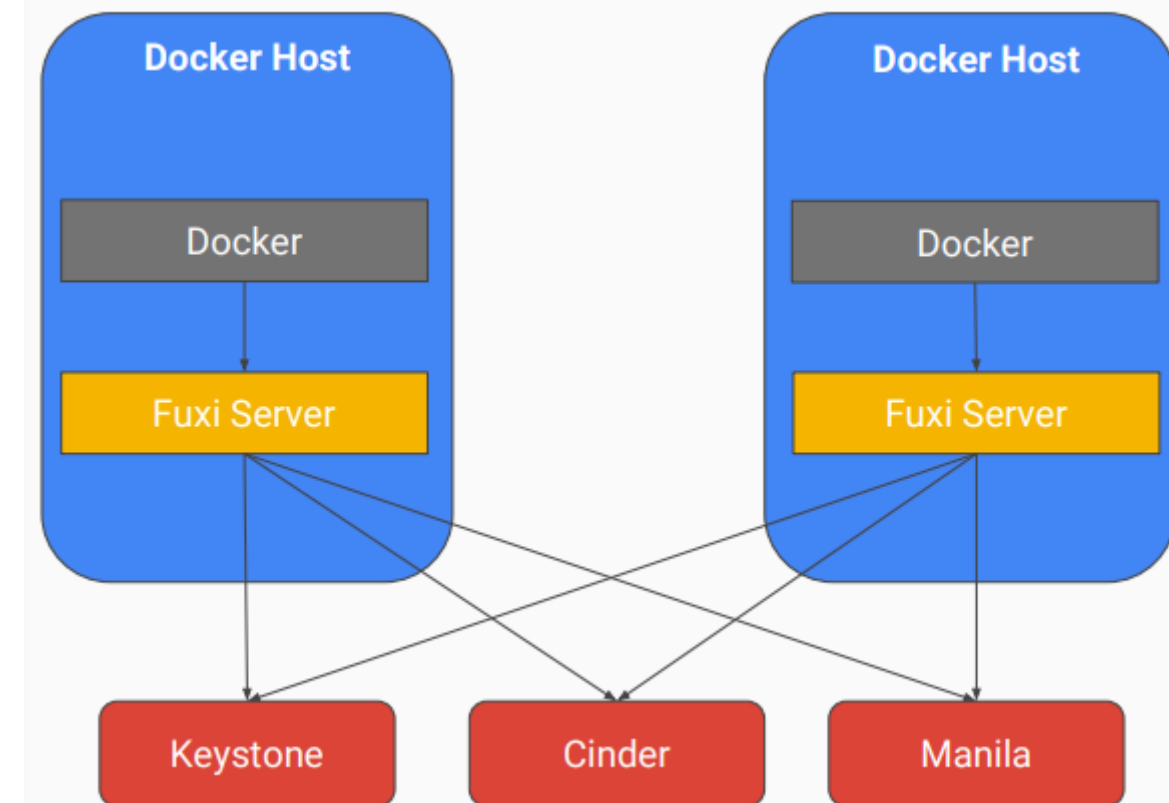 Docker Host
Docker Host
Docker
Docker
Fuxi Server
Fuxi Server
Keystone
Cinder
Manila